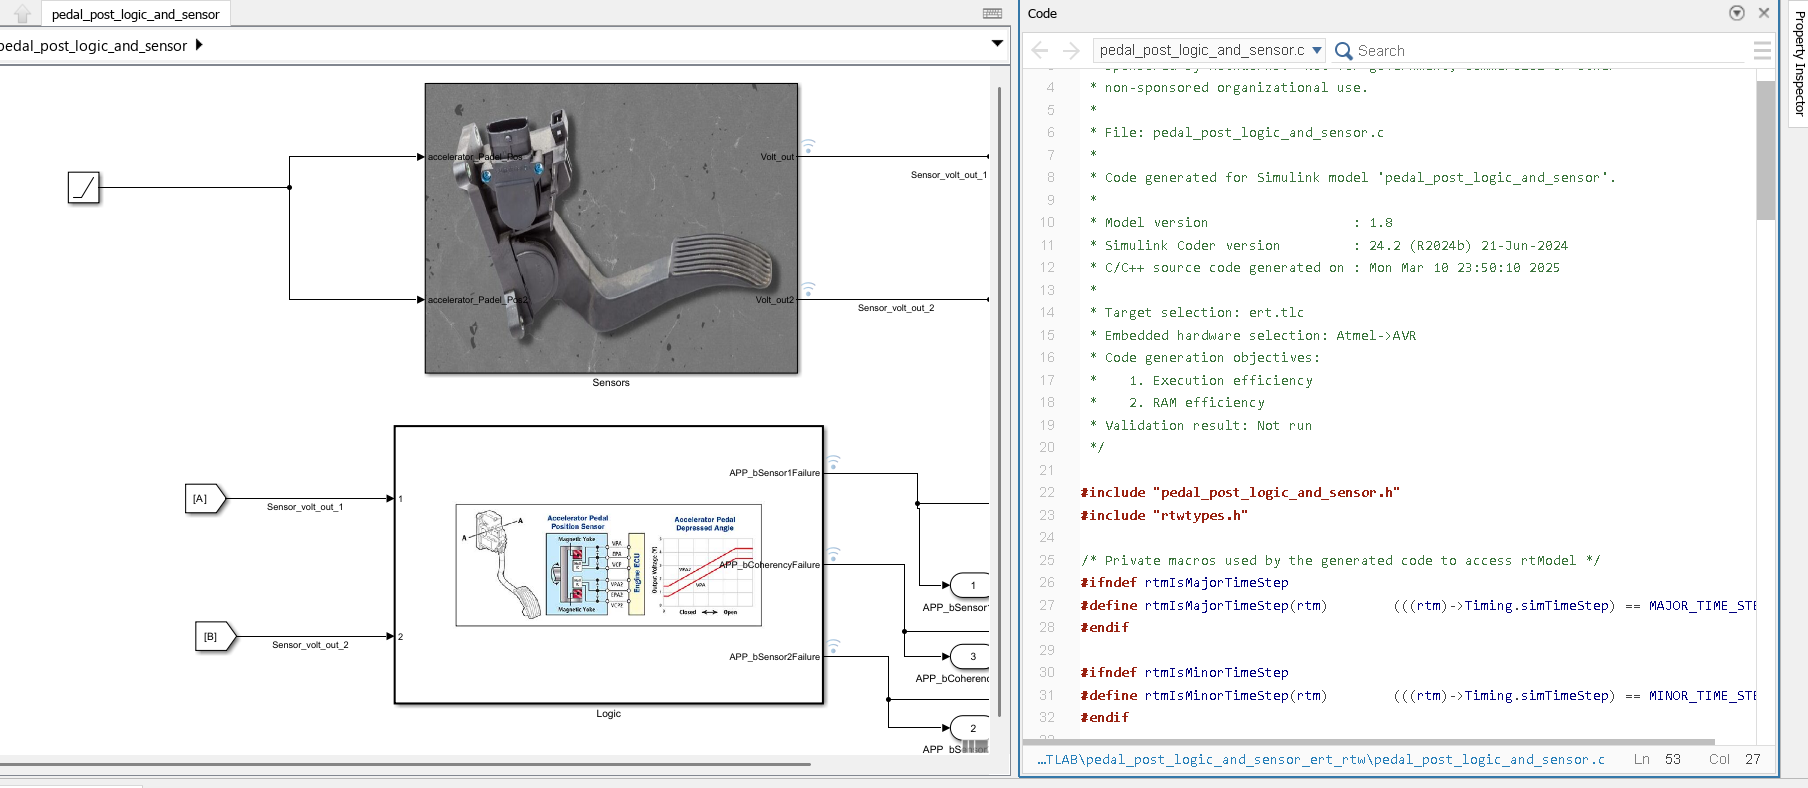 pedal_post_logic_and_sensor
pedal_post_logic_and_sensor
accelerator_Padel_Pos
accelerator_Padel_Pos2
Volt_out
Volt_out2
Sensor_volt_out_1
Sensor_volt_out_2
Sensors
[A]
Sensor_volt_out_1
1
[B]
Sensor_volt_out_2
2
APP_bSensor1Failure
APP_bCoherencyFailure
APP_bSensor2Failure
A
A
Accelerator Pedal
Position Sensor
Magnetic Yoke
VPA
EPA
VCP
VPA2
EPA2
VCP2
Magnetic Yoke
Engine ECU
Accelerator Pedal
Depressed Angle
Output Voltage (V)
VPA2
VPA
Closed
Open
Logic
1
APP_bSensor
3
APP_bCoheren
2
APP_bS
Code
pedal_post_logic_and_sensor.c
Search
Property Inspector
4 * non-sponsored organizational use.
5 *
6 * File: pedal_post_logic_and_sensor.c
7 *
8 * Code generated for Simulink model 'pedal_post_logic_and_sensor'.
9 *
10 * Model version : 1.8
11 * Simulink Coder version : 24.2 (R2024b) 21-Jun-2024
12 * C/C++ source code generated on : Mon Mar 10 23:50:10 2025
13 *
14 * Target selection: ert.tlc
15 * Embedded hardware selection: Atmel->AVR
16 * Code generation objectives:
17 * 1. Execution efficiency
18 * 2. RAM efficiency
19 * Validation result: Not run
20 */
21
22 #include "pedal_post_logic_and_sensor.h"
23 #include "rtwtypes.h"
24
25 /* Private macros used by the generated code to access rtModel */
26 #ifndef rtmIsMajorTimeStep
27 #define rtmIsMajorTimeStep(rtm) (((rtm)->Timing.simTimeStep) == MAJOR_TIME_STE
28 #endif
29
30 #ifndef rtmIsMinorTimeStep
31 #define rtmIsMinorTimeStep(rtm) (((rtm)->Timing.simTimeStep) == MINOR_TIME_STE
32 #endif
...TLAB\pedal_post_logic_and_sensor_ert_rtw\pedal_post_logic_and_sensor.c
Ln 53 Col 27